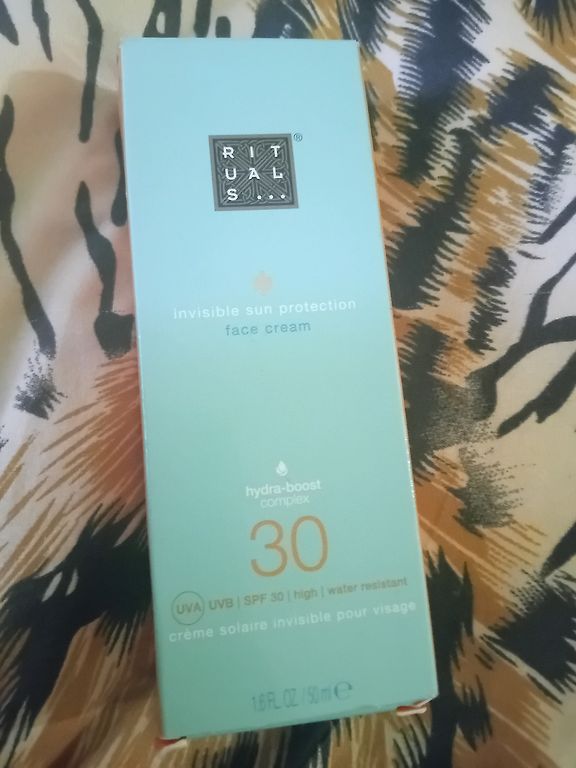 RIT
UAL
S...
®
invisible sun protection
face cream
hydra-boost
complex
30
UVA UVB | SPF 30 | high | water resistant
crème solaire invisible pour visage
1.6 FL. OZ. / 50 ml ℮